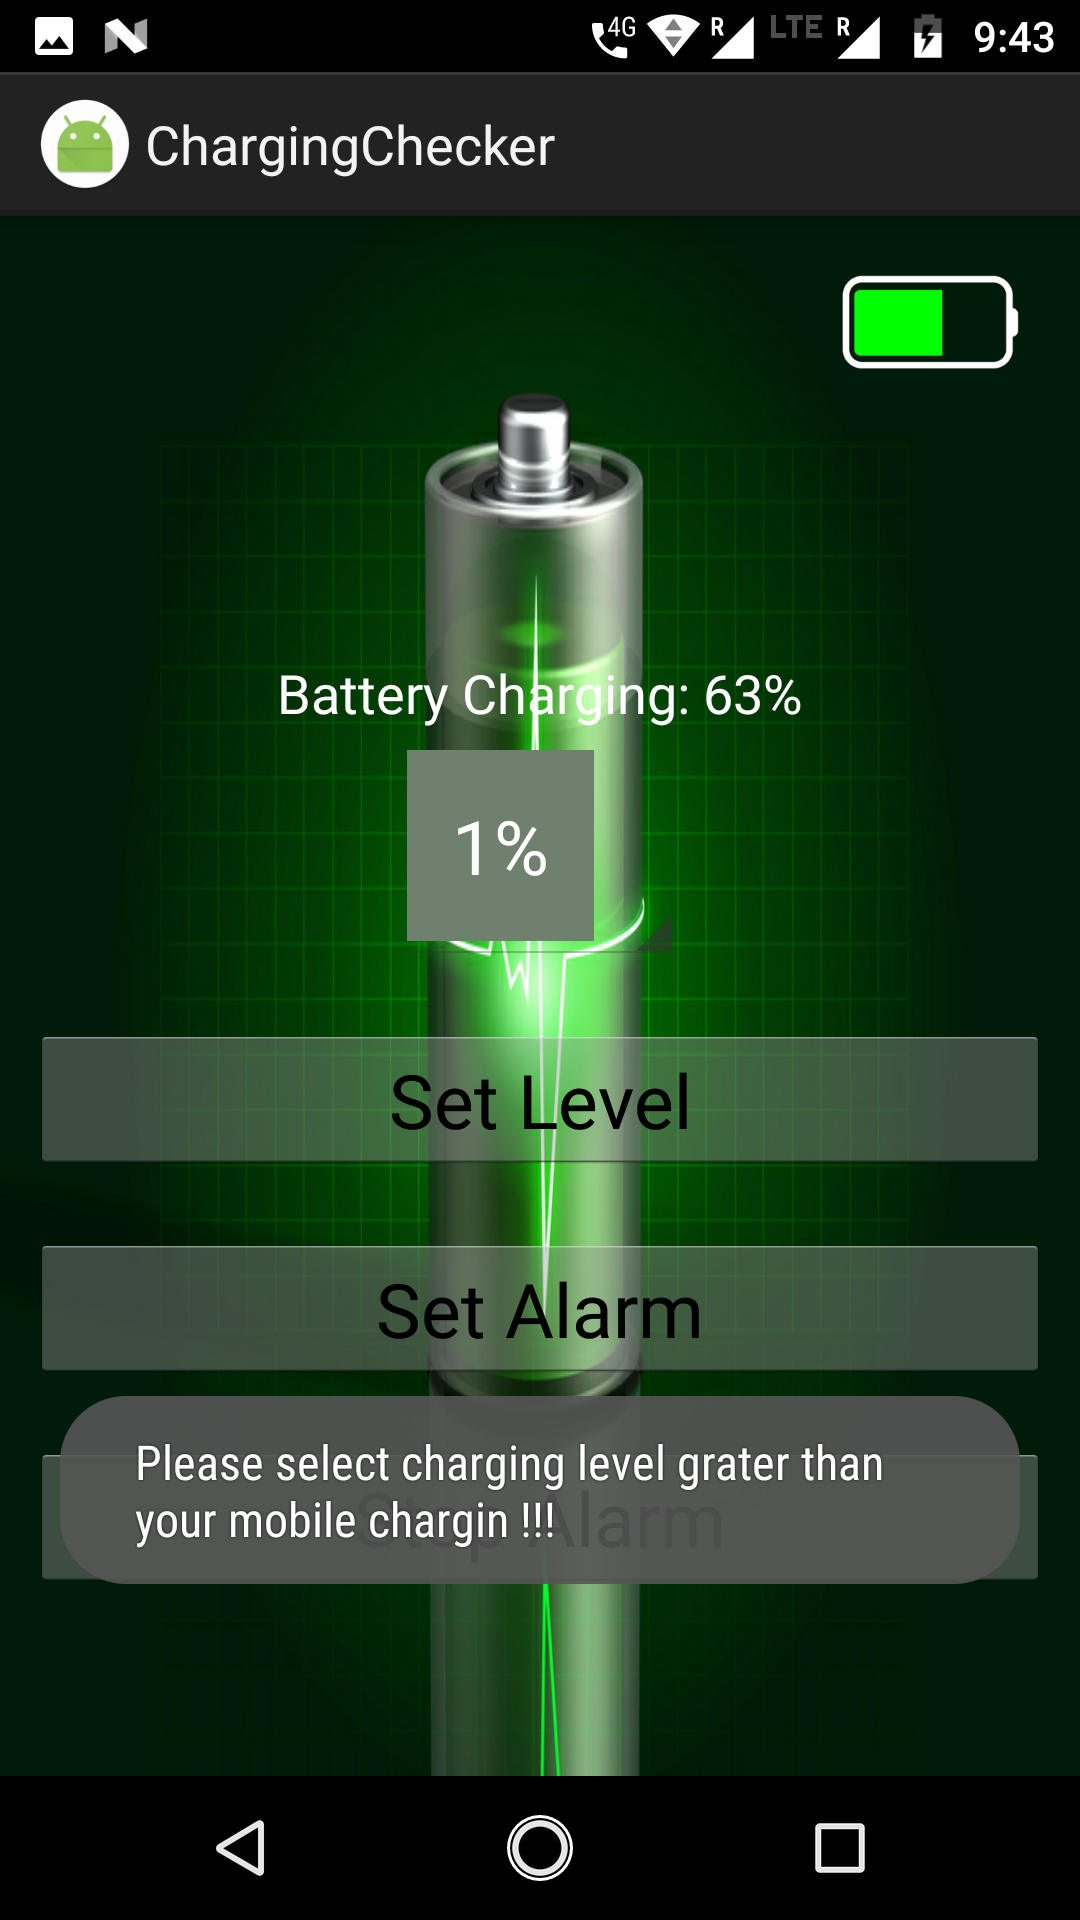 4G R LTE R 9:43
ChargingChecker
Battery Charging: 63%
1%
Set Level
Set Alarm
Please select charging level grater than
your mobile chargin !!!
Stop Alarm